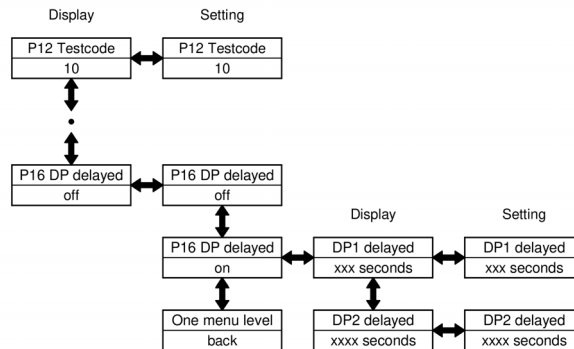 Display Setting
P12 Testcode P12 Testcode
10 10
P16 DP delayed P16 DP delayed
off off
Display Setting
P16 DP delayed DP1 delayed DP1 delayed
on xxx seconds xxx seconds
One menu level DP2 delayed DP2 delayed
back xxxx seconds xxxx seconds